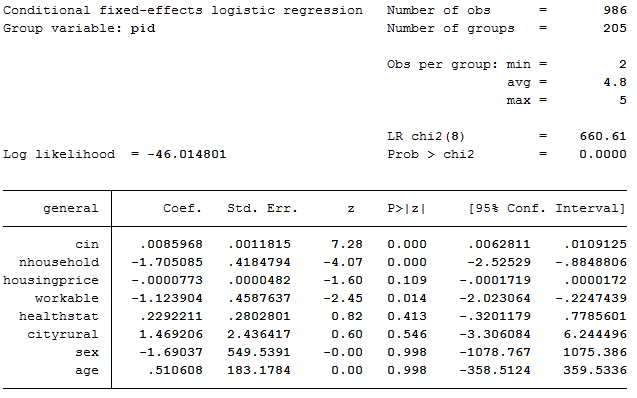 Conditional fixed-effects logistic regression Number of obs = 986
Group variable: pid Number of groups = 205
Obs per group: min = 2
avg = 4.8
max = 5
LR chi2(8) = 660.61
Log likelihood = -46.014801 Prob > chi2 = 0.0000
general Coef. Std. Err. z P>|z| [95% Conf. Interval]
cin .0085968 .0011815 7.28 0.000 .0062811 .0109125
nhousehold -1.705085 .4184794 -4.07 0.000 -2.52529 -.8848806
housingprice -.0000773 .0000482 -1.60 0.109 -.0001719 .0000172
workable -1.123904 .4587637 -2.45 0.014 -2.023064 -.2247439
healthstat .2292211 .2802801 0.82 0.413 -.3201179 .7785601
cityrural 1.469206 2.436417 0.60 0.546 -3.306084 6.244496
sex -1.69037 549.5391 -0.00 0.998 -1078.767 1075.386
age .510608 183.1784 0.00 0.998 -358.5124 359.5336